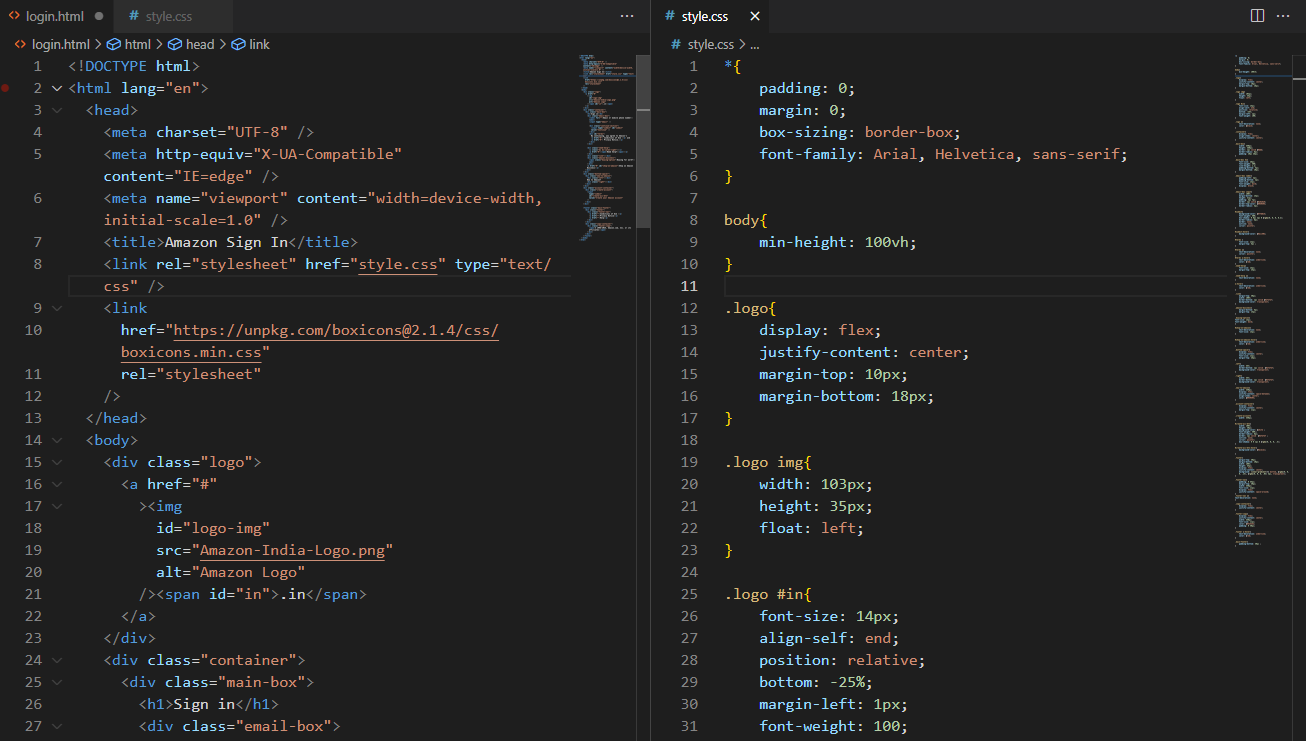 login.html
style.css
login.html > html > head > link
1 <!DOCTYPE html>
2 <html lang="en">
3 <head>
4 <meta charset="UTF-8" />
5 <meta http-equiv="X-UA-Compatible"
content="IE=edge" />
6 <meta name="viewport" content="width=device-width,
initial-scale=1.0" />
7 <title>Amazon Sign In</title>
8 <link rel="stylesheet" href="style.css" type="text/
css" />
9 <link
10 href="https://unpkg.com/boxicons@2.1.4/css/
boxicons.min.css"
11 rel="stylesheet"
12 />
13 </head>
14 <body>
15 <div class="logo">
16 <a href="#"
17 ><img
18 id="logo-img"
19 src="Amazon-India-Logo.png"
20 alt="Amazon Logo"
21 /><span id="in">.in</span>
22 </a>
23 </div>
24 <div class="container">
25 <div class="main-box">
26 <h1>Sign in</h1>
27 <div class="email-box">
# style.css
# style.css > ...
1 *{
2 padding: 0;
3 margin: 0;
4 box-sizing: border-box;
5 font-family: Arial, Helvetica, sans-serif;
6 }
7
8 body{
9 min-height: 100vh;
10 }
11
12 .logo{
13 display: flex;
14 justify-content: center;
15 margin-top: 10px;
16 margin-bottom: 18px;
17 }
18
19 .logo img{
20 width: 103px;
21 height: 35px;
22 float: left;
23 }
24
25 .logo #in{
26 font-size: 14px;
27 align-self: end;
28 position: relative;
29 bottom: -25%;
30 margin-left: 1px;
31 font-weight: 100;